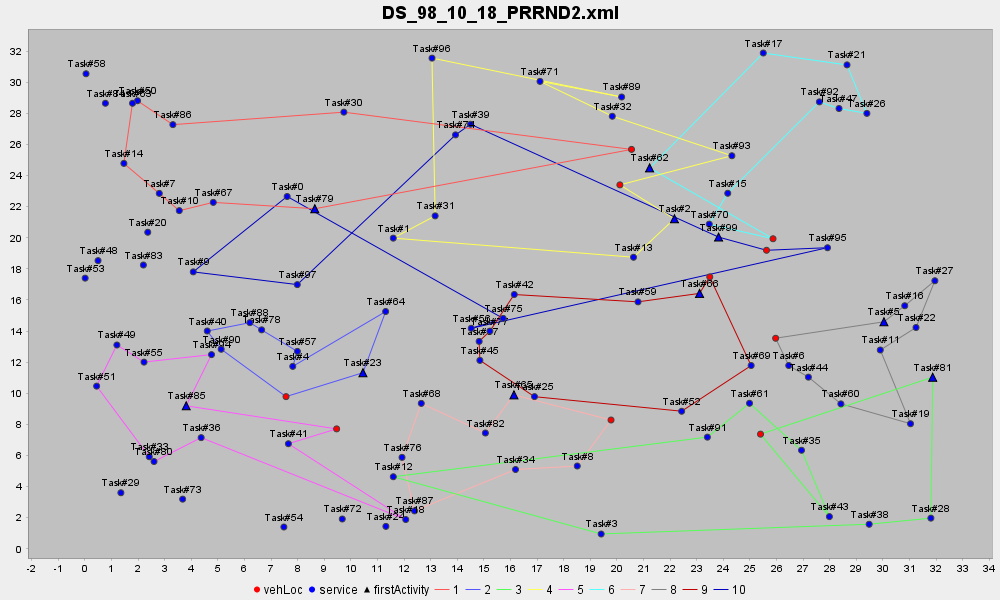 DS_98_10_18_PRRND2.xml
32
30
28
26
24
22
20
18
16
14
12
10
8
6
4
2
0
Task#58
Task#96
Task#17
Task#21
Task#71
Task#89
Task#50
Task#63
Task#92
Task#47
Task#26
Task#86
Task#30
Task#39
Task#32
Task#93
Task#14
Task#62
Task#7
Task#0
Task#15
Task#10
Task#67
Task#79
Task#31
Task#2
Task#70
Task#20
Task#1
Task#99
Task#95
Task#48
Task#83
Task#9
Task#13
Task#53
Task#97
Task#66
Task#27
Task#42
Task#59
Task#64
Task#16
Task#75
Task#5
Task#88
Task#40
Task#78
Task#56
Task#22
Task#49
Task#90
Task#94
Task#57
Task#11
Task#55
Task#45
Task#4
Task#69
Task#6
Task#23
Task#44
Task#81
Task#51
Task#65
Task#25
Task#85
Task#68
Task#61
Task#60
Task#52
Task#19
Task#82
Task#36
Task#41
Task#91
Task#33
Task#80
Task#76
Task#35
Task#12
Task#34
Task#8
Task#29
Task#73
Task#87
Task#72
Task#54
Task#3
Task#43
Task#38
Task#28
-2 -1 0 1 2 3 4 5 6 7 8 9 10 11 12 13 14 15 16 17 18 19 20 21 22 23 24 25 26 27 28 29 30 31 32 33 34
vehLoc service firstActivity 1 2 3 4 5 6 7 8 9 10